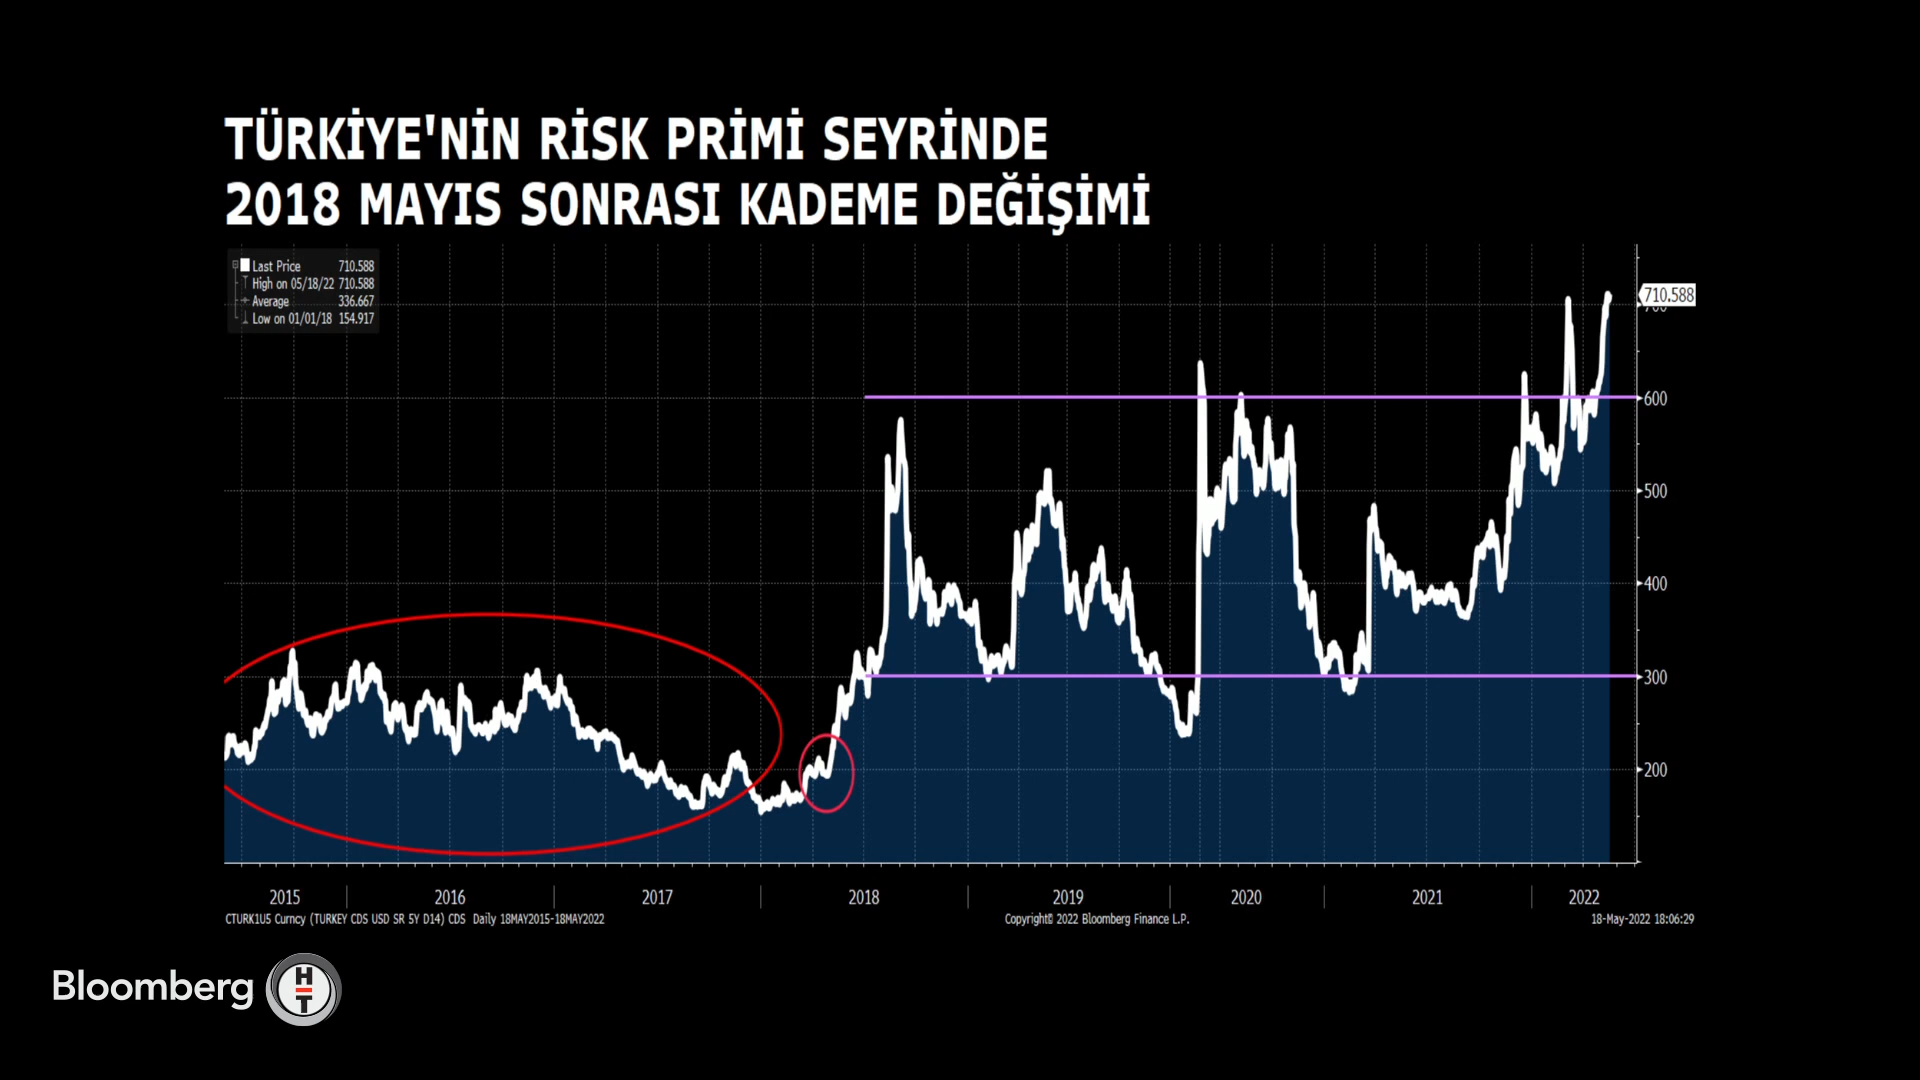 TÜRKİYE'NİN RİSK PRİMİ SEYRİNDE
2018 MAYIS SONRASI KADEME DEĞİŞİMİ
Last Price 710.588
High on 05/18/22 710.588
Average 336.667
Low on 01/01/18 154.917
710.588
700
600
500
400
300
200
2015 2016 2017 2018 2019 2020 2021 2022
CTURK1U5 Curncy (TURKEY CDS USD SR 5Y D14) CDS Daily 18MAY2015-18MAY2022 Copyright© 2022 Bloomberg Finance L.P. 18-May-2022 18:06:29
Bloomberg HT